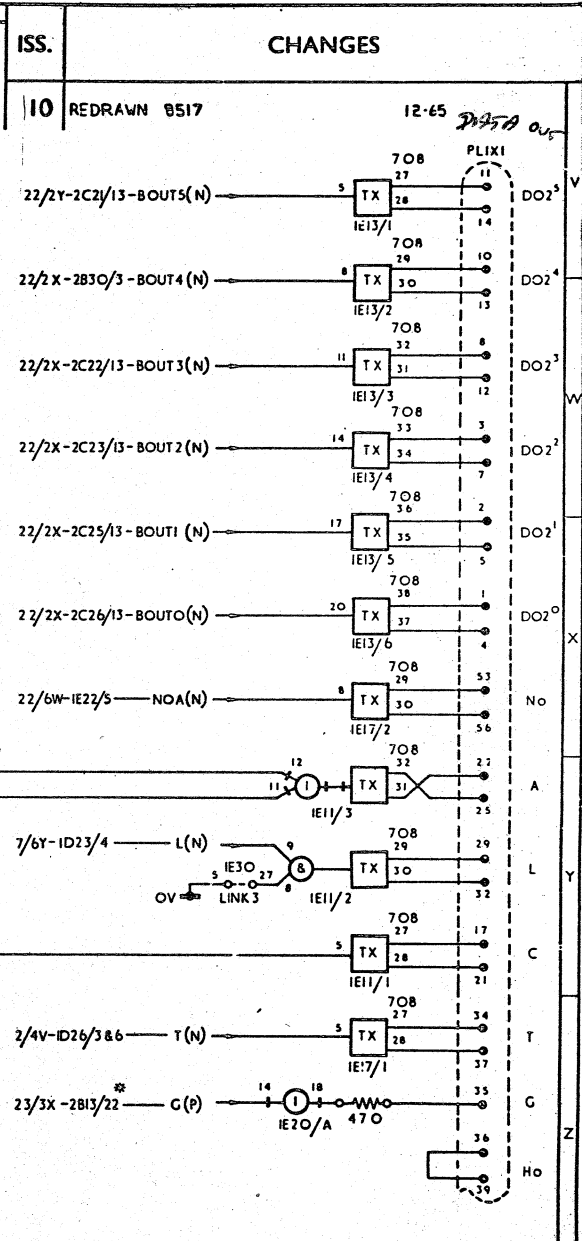 ISS. CHANGES
10 REDRAWN 8517 12-65
DATA OUT
PLIXI
V
708
22/2Y-2C21/13-BOUT5(N) 5 TX 27 11 DO2⁵
28 14
1E13/1
708
22/2X-2B30/3-BOUT4(N) 8 TX 29 10 DO2⁴
30 13
1E13/2
708
22/2X-2C22/13-BOUT3(N) 11 TX 32 8 DO2³
31 12
1E13/3
W
708
22/2X-2C23/13-BOUT2(N) 14 TX 33 3 DO2²
34 7
1E13/4
708
22/2X-2C25/13-BOUT1(N) 17 TX 36 2 DO2¹
35 5
1E13/5
708
22/2X-2C26/13-BOUT0(N) 20 TX 38 1 DO2⁰
37 4
1E13/6
X
708
22/6W-1E22/5 NOA(N) 8 TX 29 53 No
30 56
1E17/2
708
12 11 1 TX 32 22 A
31 25
1E11/3
708
7/6Y-1D23/4 L(N) 9 & TX 29 29 L
30 32
0V 5 1E30 27 8
LINK3 1E11/2
Y
708
5 TX 27 17 C
28 21
1E11/1
708
2/4V-1D26/3&6 T(N) 5 TX 27 34 T
28 37
1E17/1
23/3X-2B13/22* G(P) 14 1 18 470 35 G
1E20/A
Z
36
Ho
39